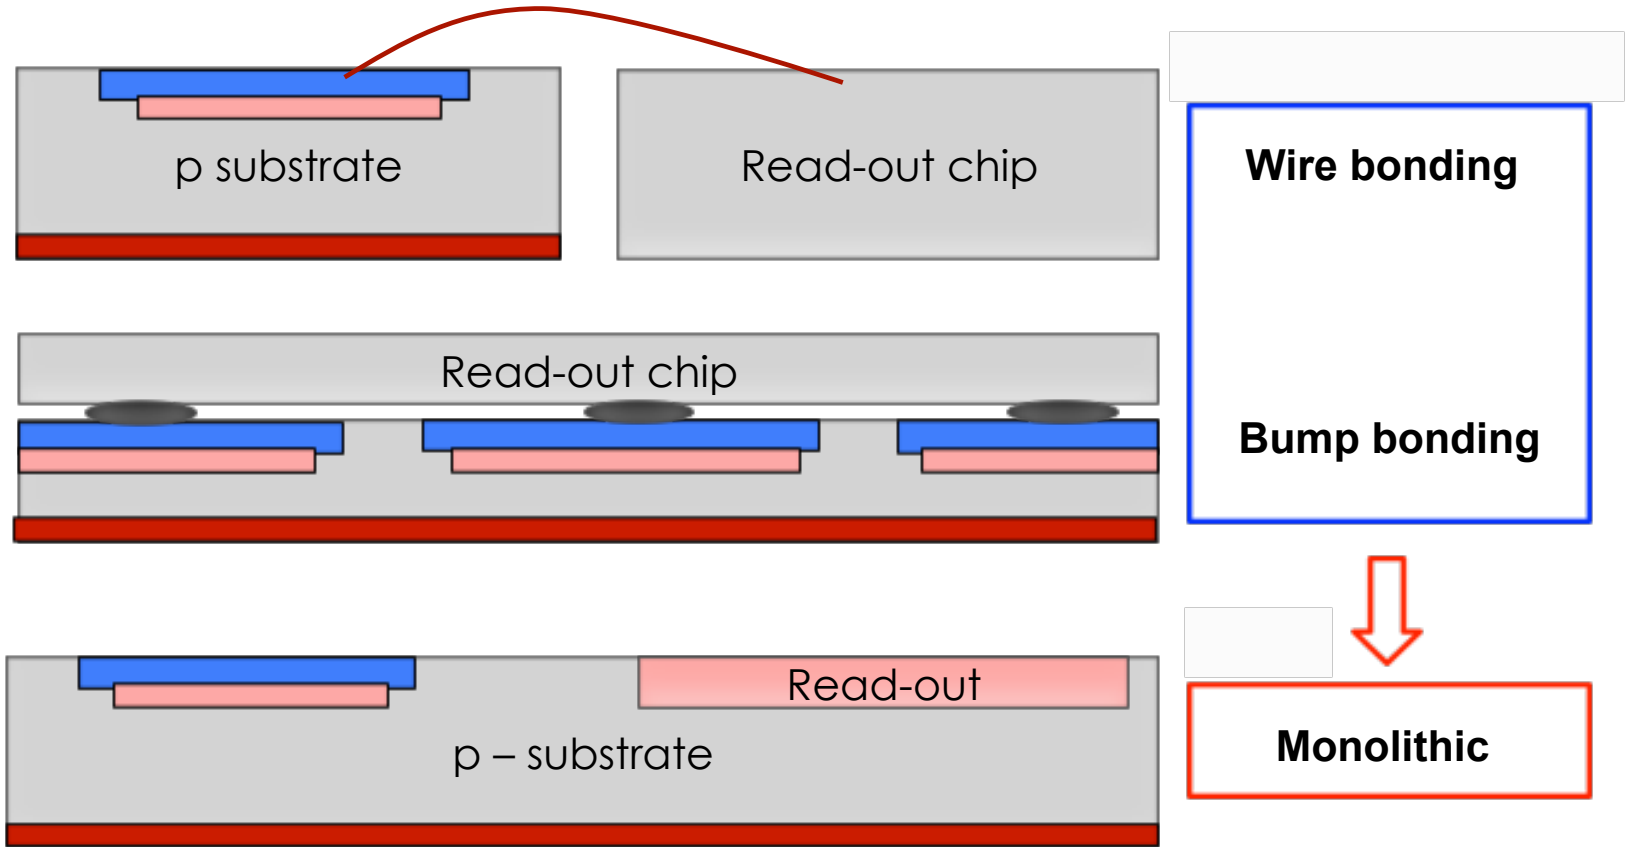 p substrate
Read-out chip
Wire bonding
Read-out chip
Bump bonding
Read-out
p – substrate
Monolithic